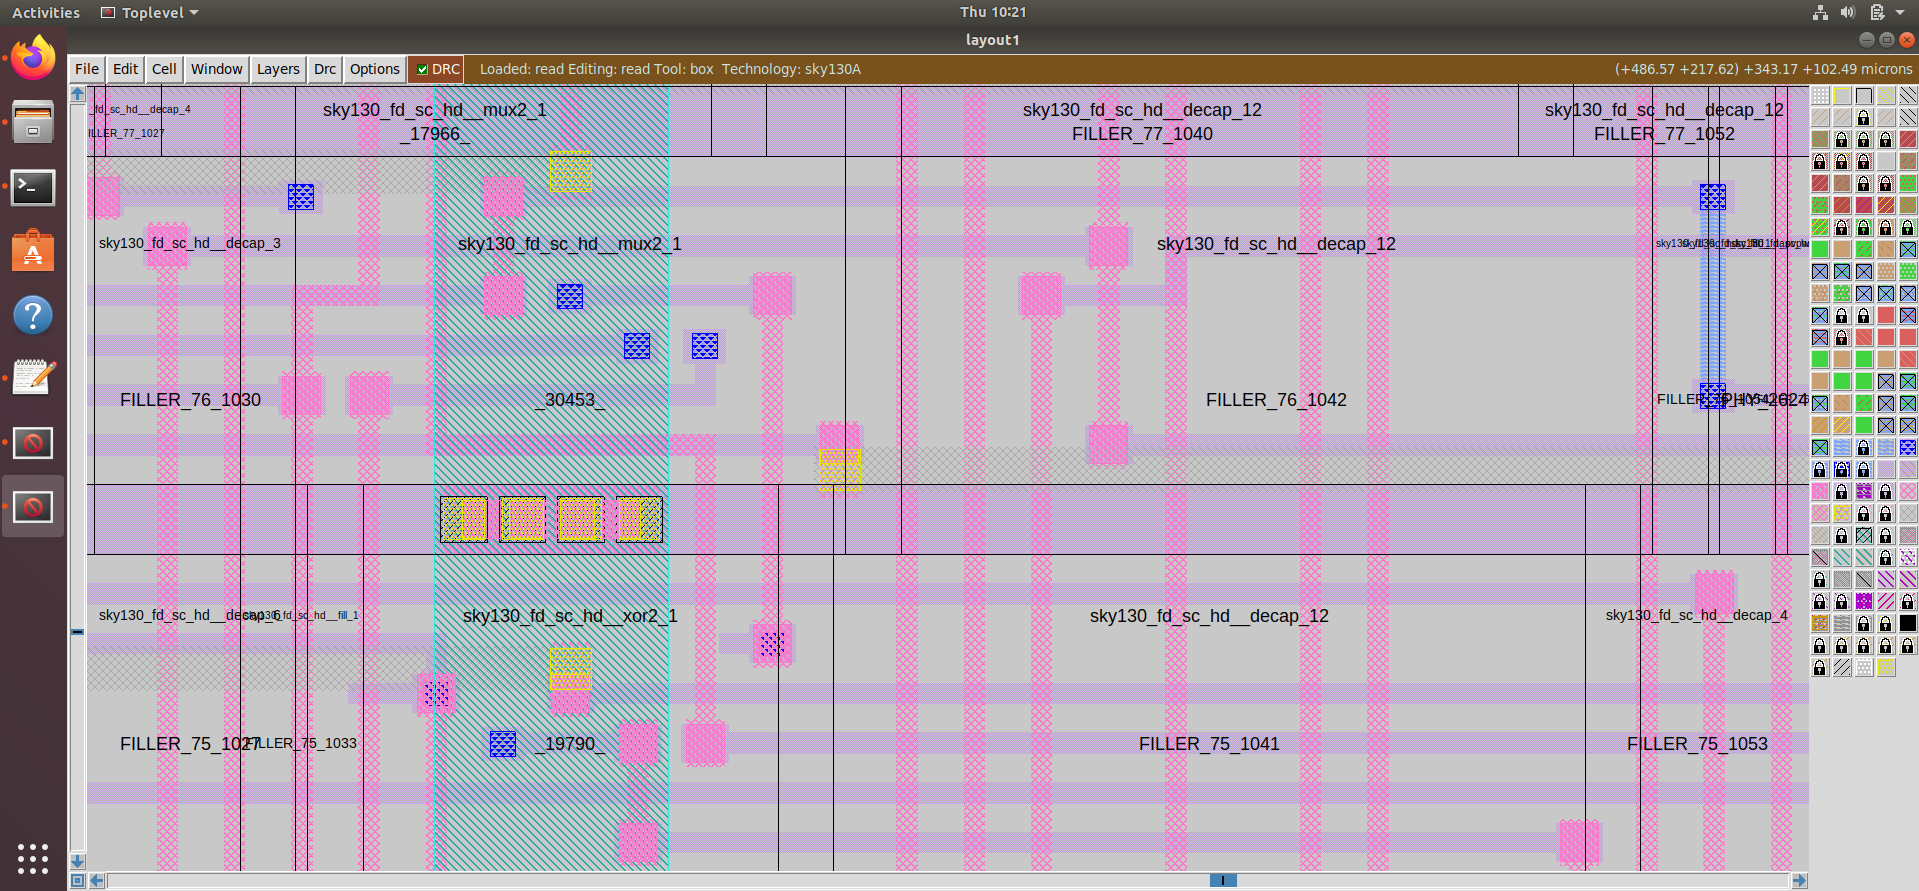 Activities Toplevel Thu 10:21
layout1
File Edit Cell Window Layers Drc Options DRC Loaded: read Editing: read Tool: box Technology: sky130A (+486.57 +217.62) +343.17 +102.49 microns
_fd_sc_hd__decap_4 sky130_fd_sc_hd__mux2_1 sky130_fd_sc_hd__decap_12 sky130_fd_sc_hd__decap_12
ILLER_77_1027 _17966_ FILLER_77_1040 FILLER_77_1052
sky130_fd_sc_hd__decap_3 sky130_fd_sc_hd__mux2_1 sky130_fd_sc_hd__decap_12
FILLER_76_1030 _30453_ FILLER_76_1042 PHY_2624
sky130_fd_sc_hd__decap_6 sky130_fd_sc_hd__fill_1 sky130_fd_sc_hd__xor2_1 sky130_fd_sc_hd__decap_12 sky130_fd_sc_hd__decap_4
FILLER_75_1027 FILLER_75_1033 _19790_ FILLER_75_1041 FILLER_75_1053